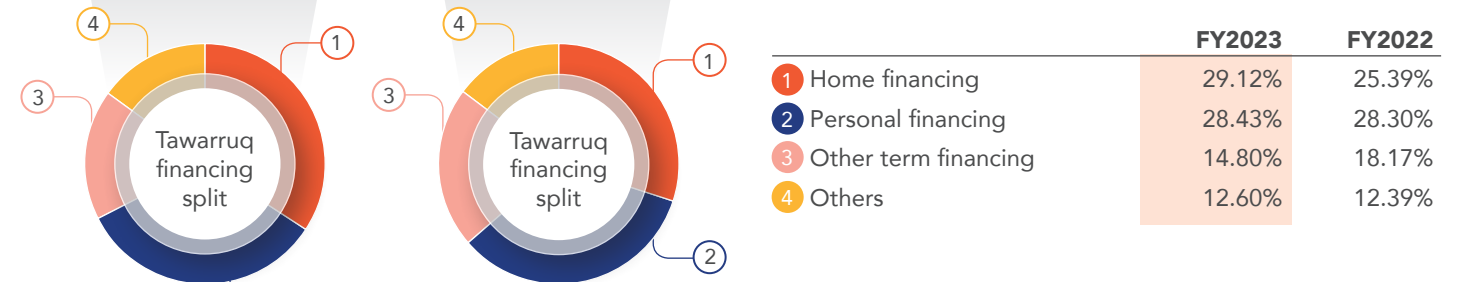 4
1
3
Tawarruq
financing
split
4
1
3
2
Tawarruq
financing
split
FY2023 FY2022
1 Home financing 29.12% 25.39%
2 Personal financing 28.43% 28.30%
3 Other term financing 14.80% 18.17%
4 Others 12.60% 12.39%